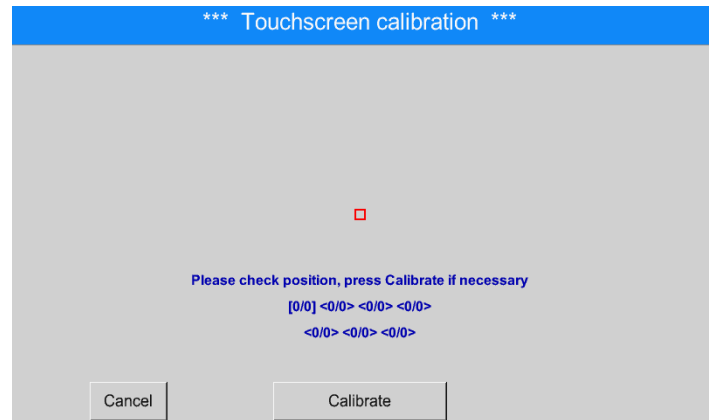 *** Touchscreen calibration ***
Please check position, press Calibrate if necessary
[0/0] <0/0> <0/0> <0/0>
<0/0> <0/0> <0/0>
Cancel
Calibrate